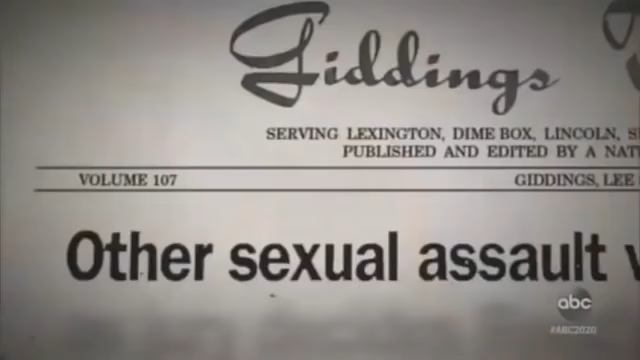 Giddings
SERVING LEXINGTON, DIME BOX, LINCOLN,
PUBLISHED AND EDITED BY A
VOLUME 107
GIDDINGS, LEE
Other sexual assault
abc
#ABC2020